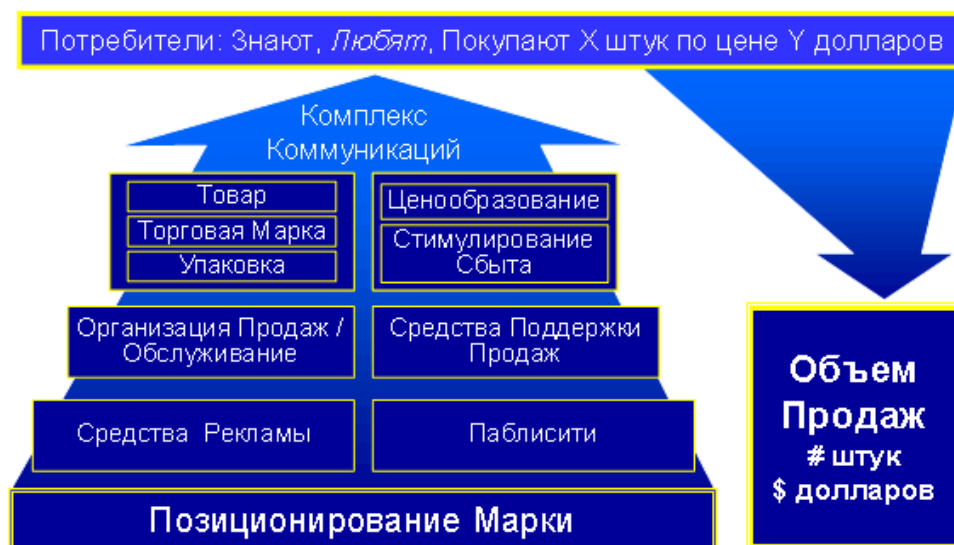 Потребители: Знают, Любят, Покупают X штук по цене Y долларов
Комплекс
Коммуникаций
Товар
Торговая Марка
Упаковка
Ценообразование
Стимулирование
Сбыта
Организация Продаж /
Обслуживание
Средства Поддержки
Продаж
Средства Рекламы
Паблисити
Позиционирование Марки
Объем
Продаж
# штук
$ долларов